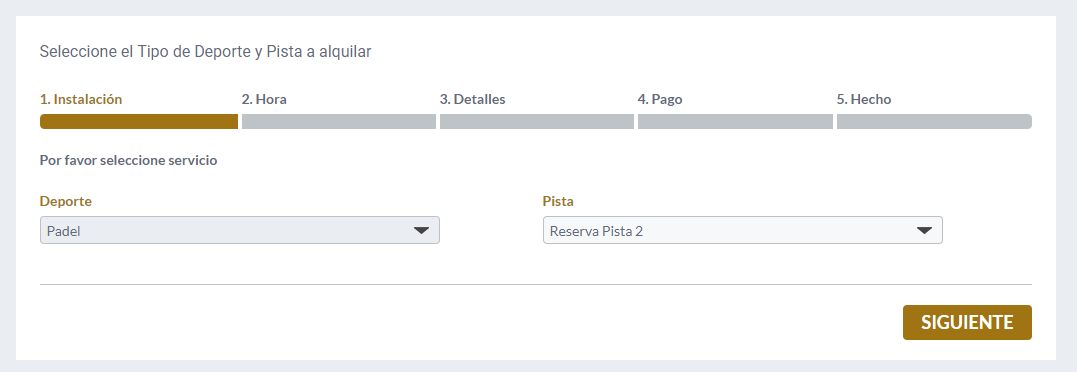 Seleccione el Tipo de Deporte y Pista a alquilar
1. Instalación 2. Hora 3. Detalles 4. Pago 5. Hecho
Por favor seleccione servicio
Deporte Pista
Padel Reserva Pista 2
SIGUIENTE